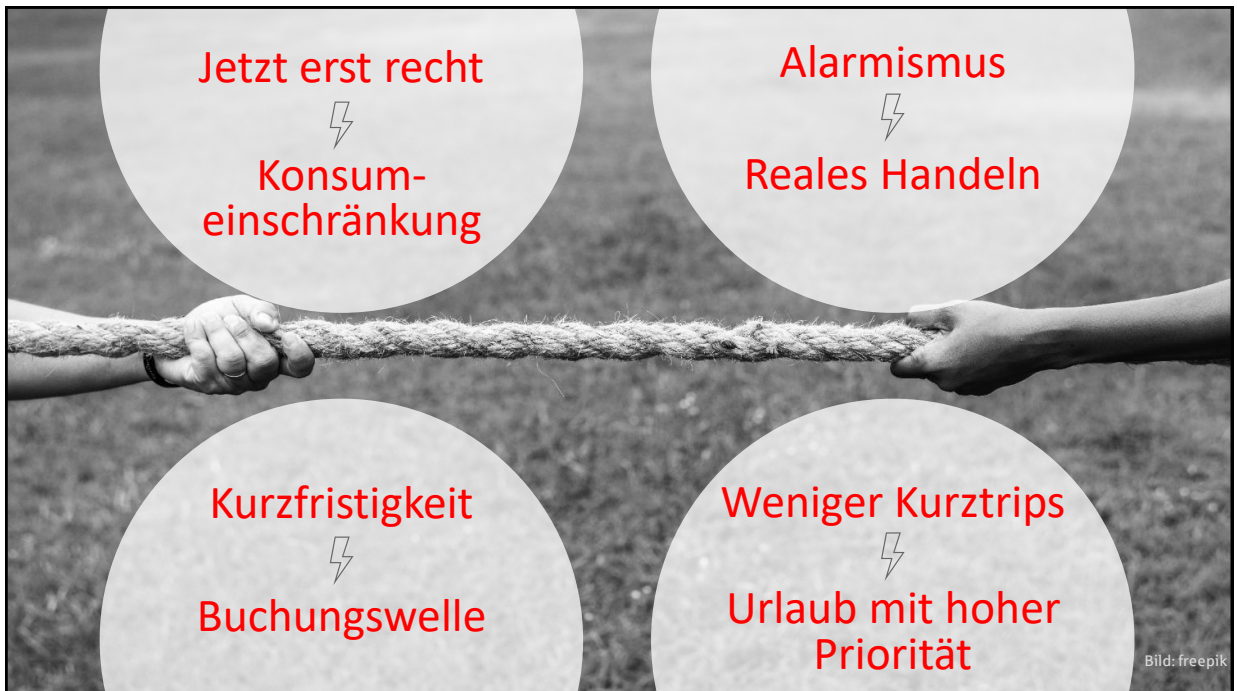 Jetzt erst recht
Konsum-
einschränkung
Alarmismus
Reales Handeln
Kurzfristigkeit
Buchungswelle
Weniger Kurztrips
Urlaub mit hoher
Priorität
Bild: freepik